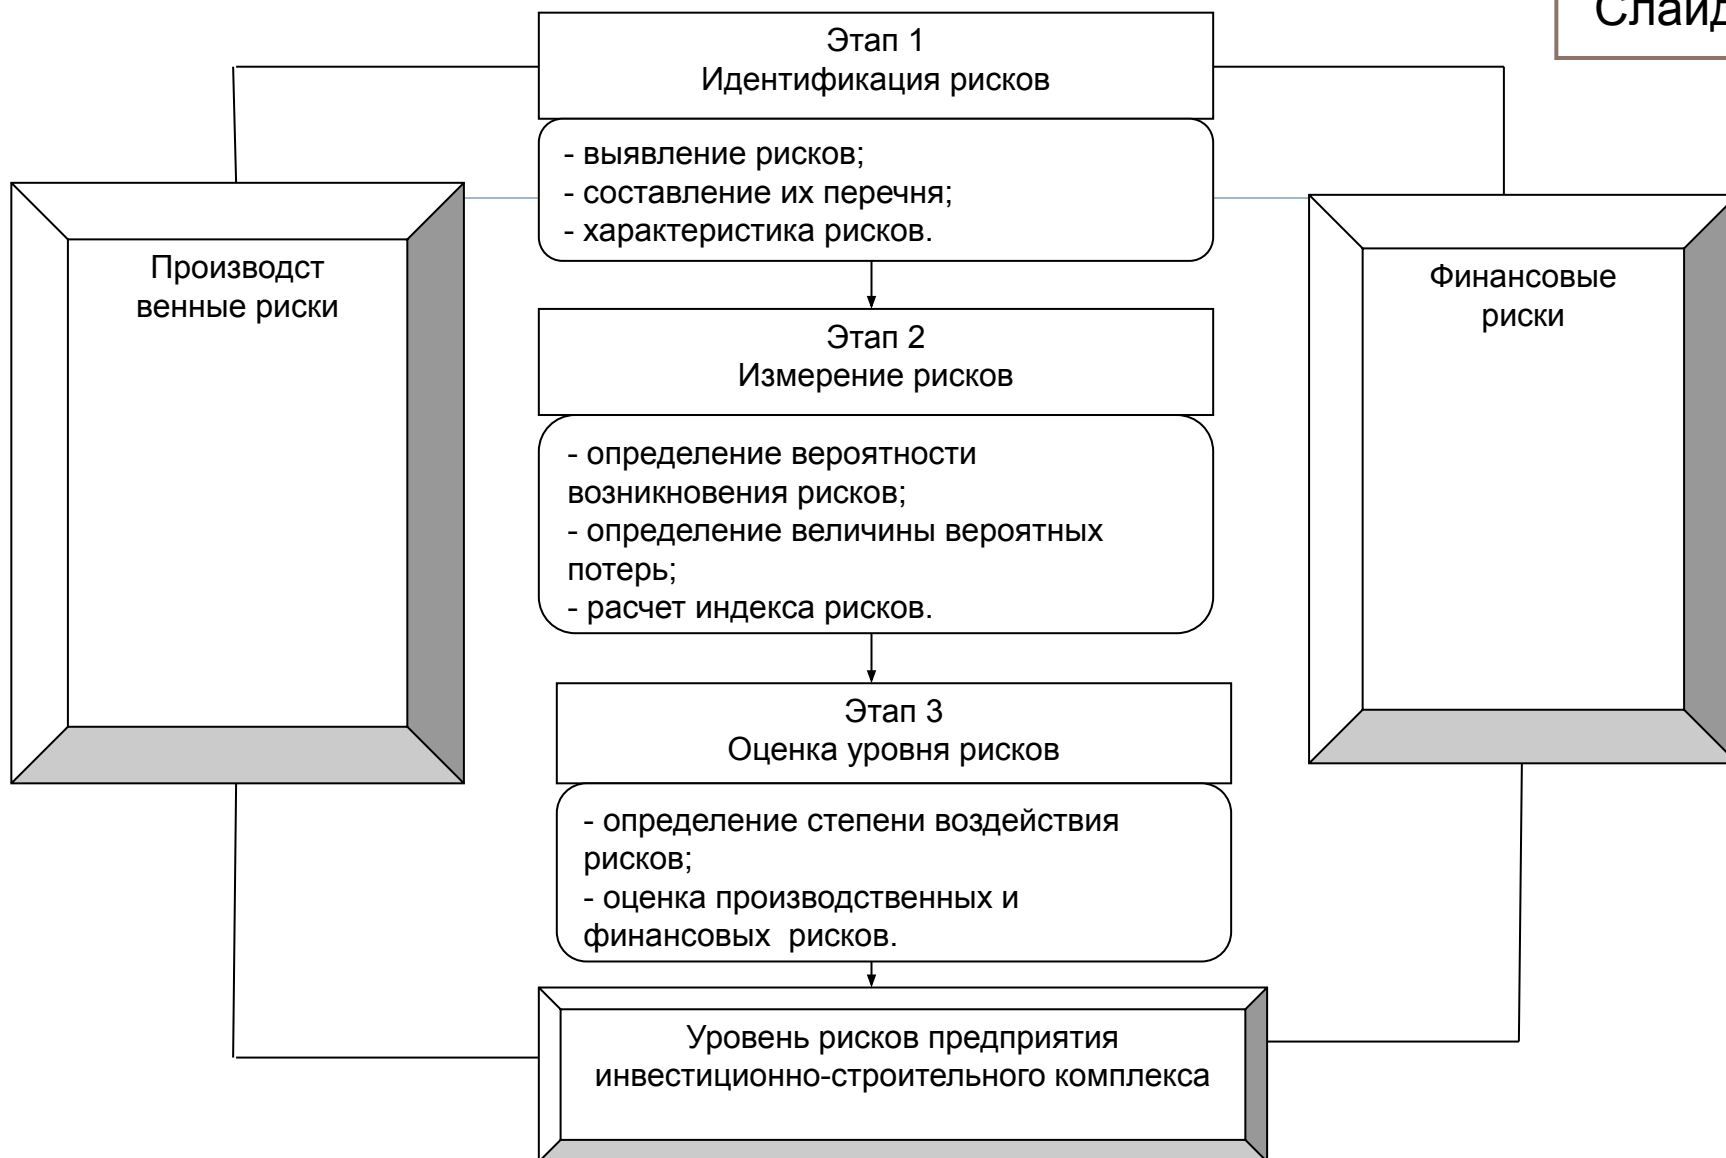 Слайд
Этап 1
Идентификация рисков
- выявление рисков;
- составление их перечня;
- характеристика рисков.
Производст
венные риски
Финансовые
риски
Этап 2
Измерение рисков
- определение вероятности
возникновения рисков;
- определение величины вероятных
потерь;
- расчет индекса рисков.
Этап 3
Оценка уровня рисков
- определение степени воздействия
рисков;
- оценка производственных и
финансовых  рисков.
Уровень рисков предприятия
инвестиционно-строительного комплекса